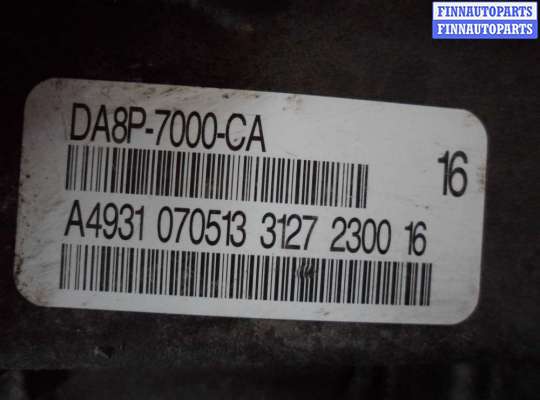 FINNAUTOPARTS
FINNAUTOPARTS
DA8P-7000-CA
16
A4931 070513 3127 2300 16